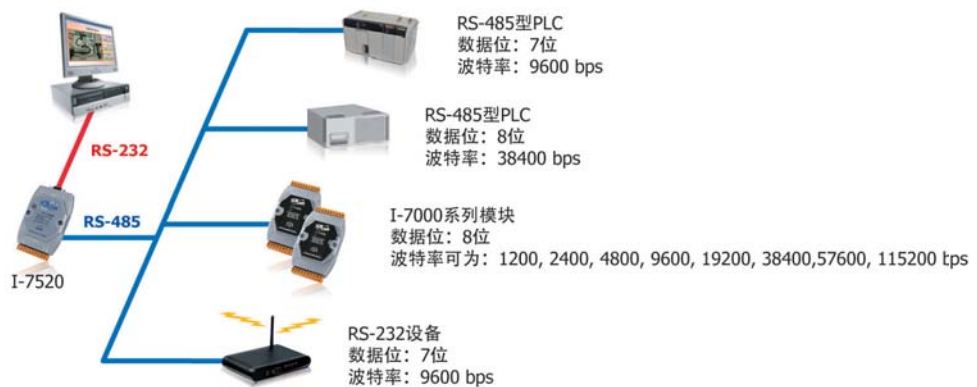 RS-485型PLC
数据位：7位
波特率：9600 bps
RS-485型PLC
数据位：8位
波特率：38400 bps
RS-232
RS-485
I-7520
I-7000系列模块
数据位：8位
波特率可为：1200, 2400, 4800, 9600, 19200, 38400,57600, 115200 bps
RS-232设备
数据位：7位
波特率：9600 bps